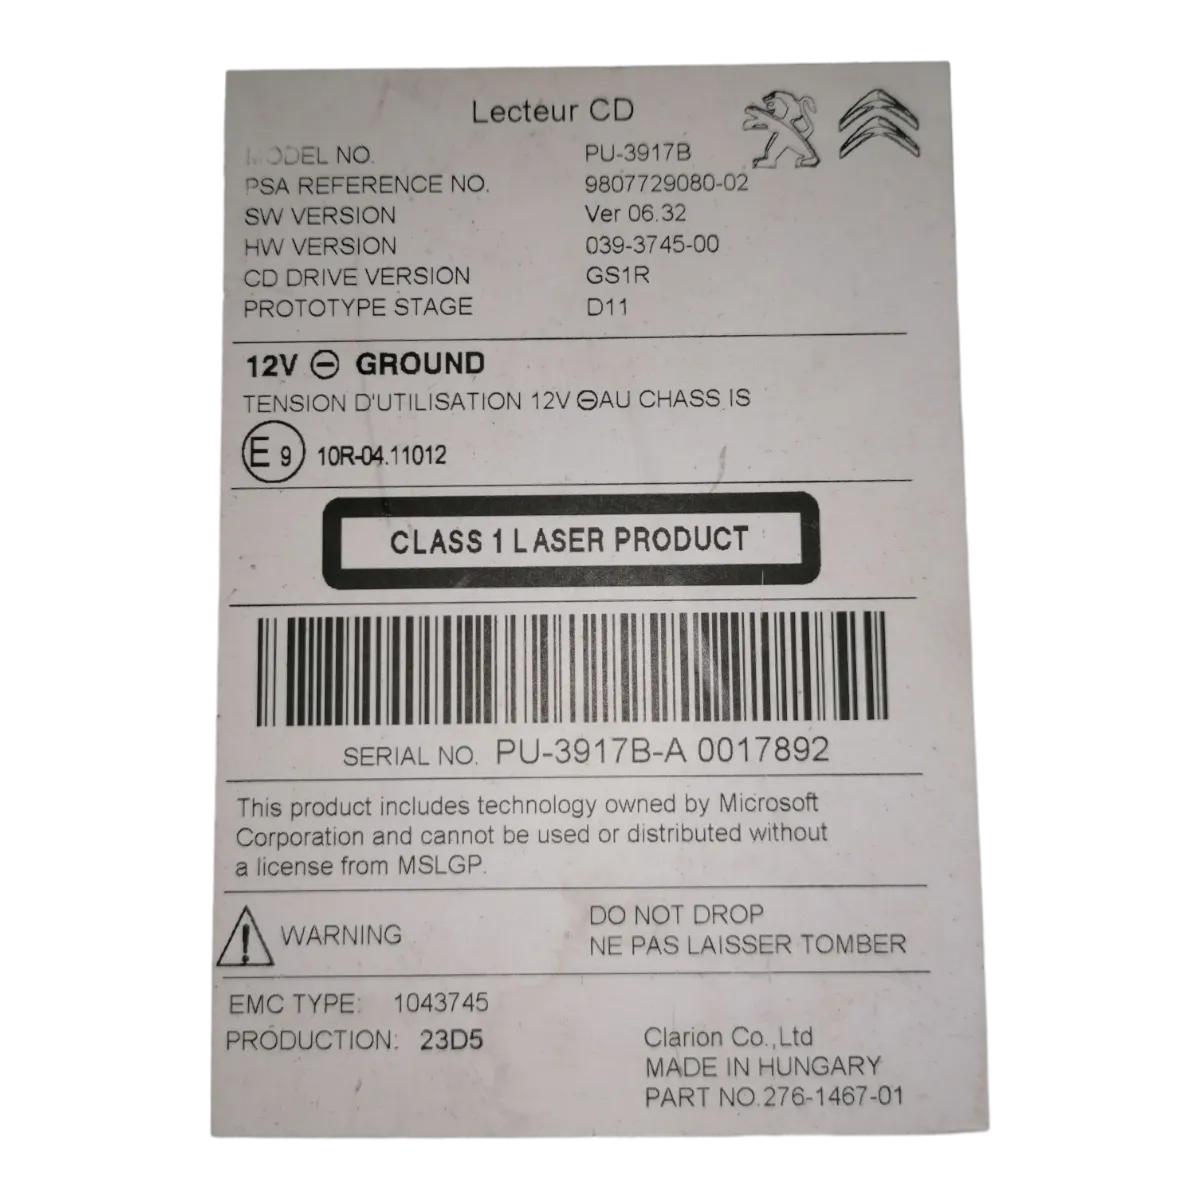 Lecteur CD
MODEL NO. PU-3917B
PSA REFERENCE NO. 9807729080-02
SW VERSION Ver 06.32
HW VERSION 039-3745-00
CD DRIVE VERSION GS1R
PROTOTYPE STAGE D11
12V ⊖ GROUND
TENSION D'UTILISATION 12V ⊖AU CHASS IS
E 9 10R-04.11012
CLASS 1 LASER PRODUCT
SERIAL NO. PU-3917B-A 0017892
This product includes technology owned by Microsoft
Corporation and cannot be used or distributed without
a license from MSLGP.
WARNING
DO NOT DROP
NE PAS LAISSER TOMBER
EMC TYPE: 1043745
PRODUCTION: 23D5
Clarion Co.,Ltd
MADE IN HUNGARY
PART NO.276-1467-01